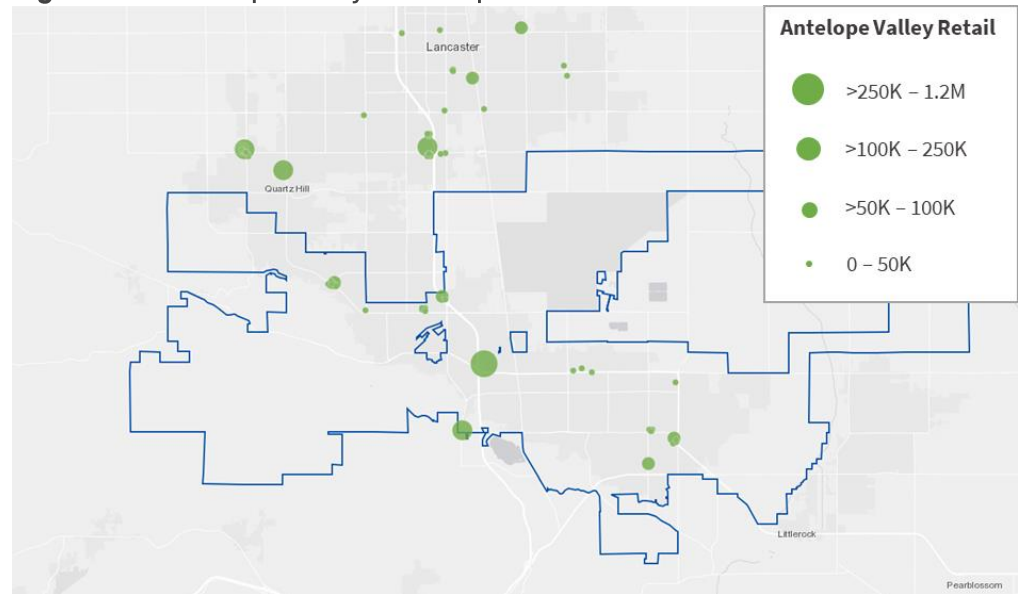 Antelope Valley Retail
>250K – 1.2M
>100K – 250K
>50K – 100K
0 – 50K
Lancaster
Quartz Hill
Littlerock
Pearblossom